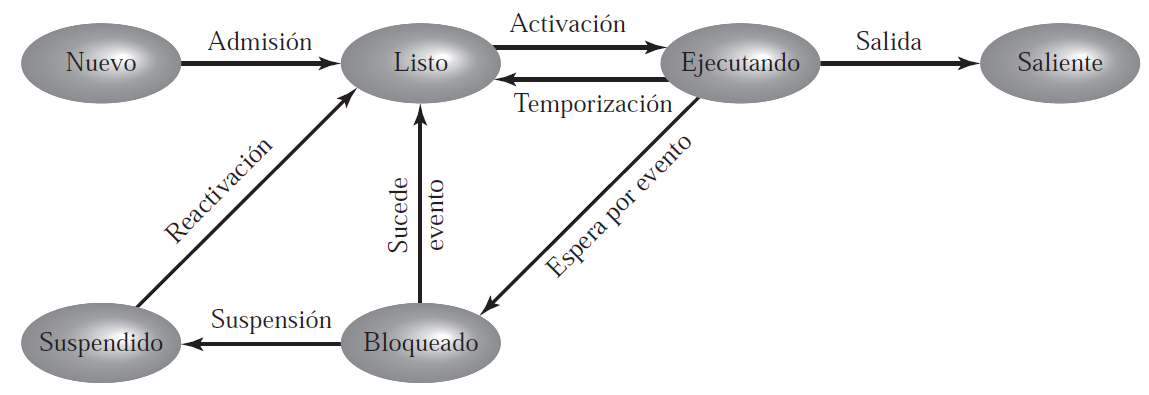 Nuevo
Admisión
Listo
Activación
Temporización
Ejecutando
Salida
Saliente
Reactivación
Sucede
evento
Espera por evento
Suspendido
Suspensión
Bloqueado